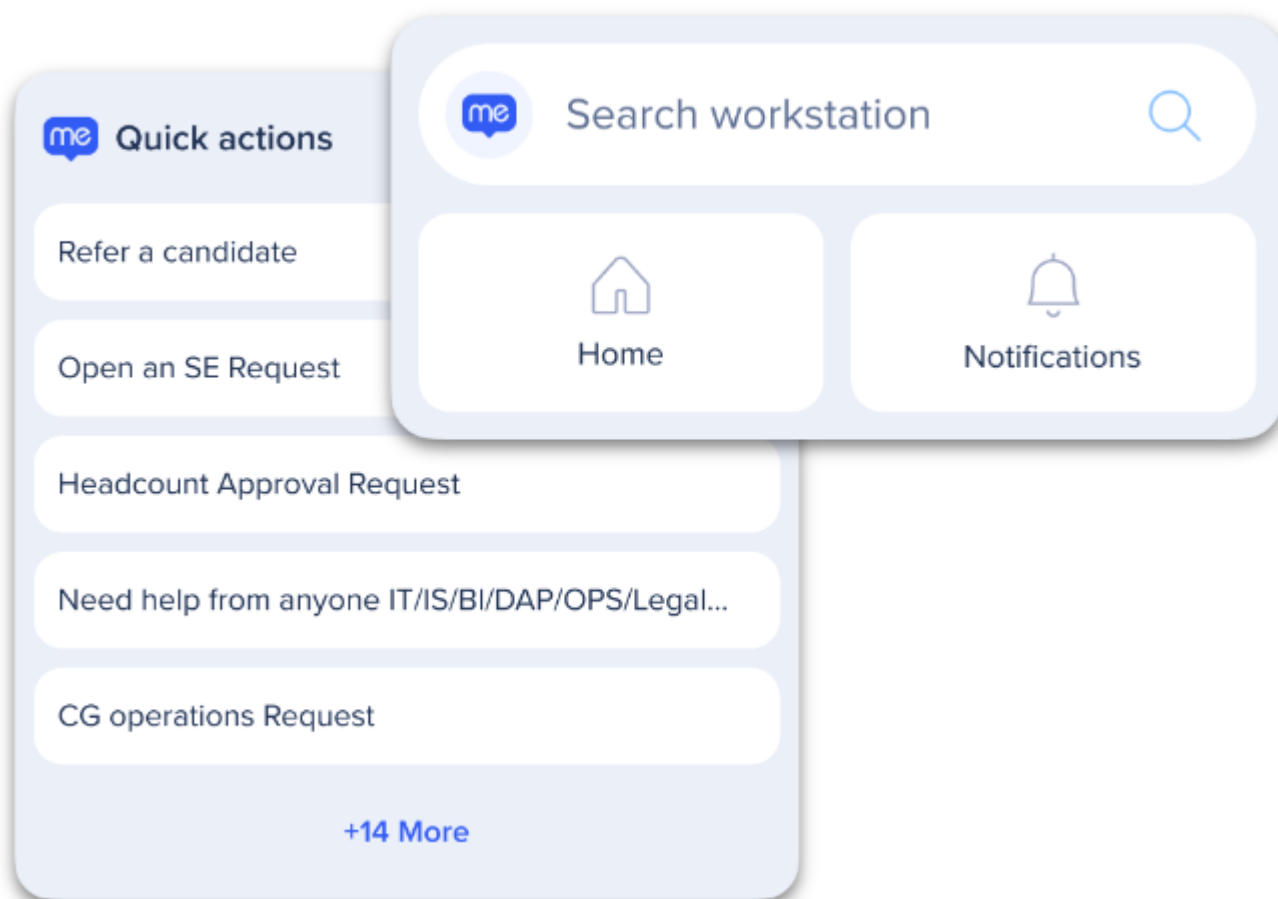 me Quick actions
Refer a candidate
Open an SE Request
Headcount Approval Request
Need help from anyone IT/IS/BI/DAP/OPS/Legal...
CG operations Request
+14 More
me Search workstation
Home
Notifications